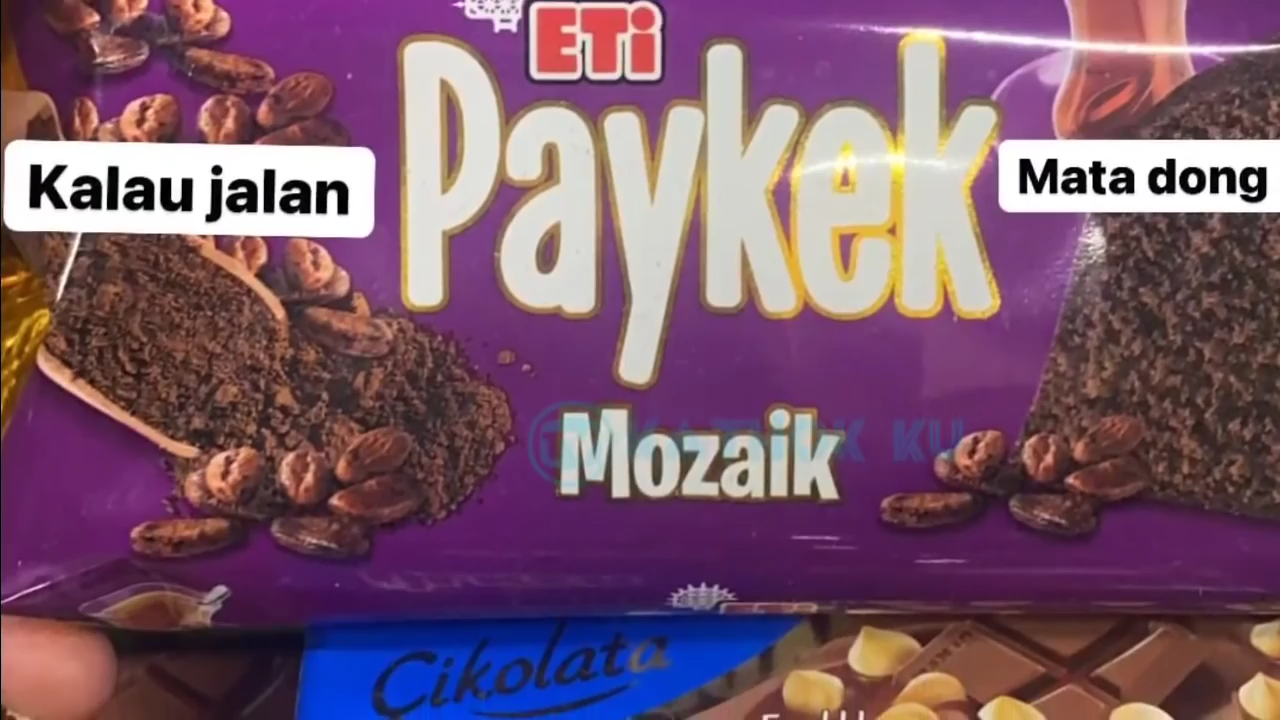 ETi
Kalau jalan
Paykek
Mata dong
Mozaik
Çikolata